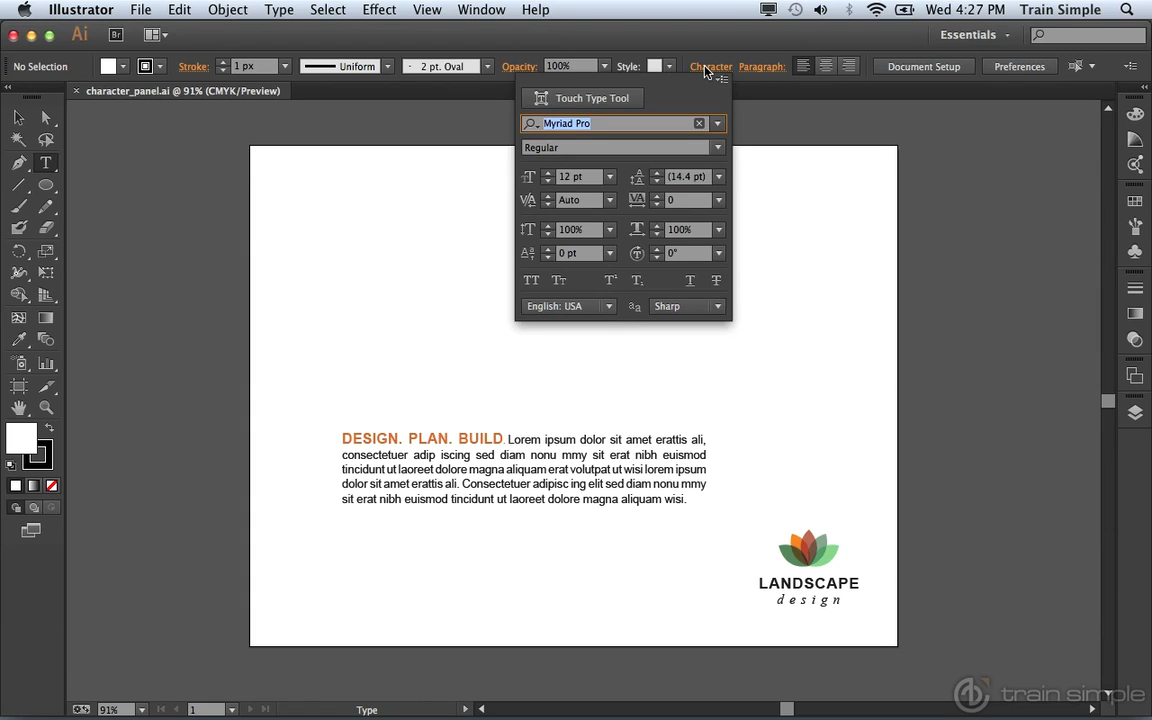 Illustrator File Edit Object Type Select Effect View Window Help Wed 4:27 PM Train Simple
Ai Br Essentials
No Selection Stroke: 1 px Uniform 2 pt. Oval Opacity: 100% Style: Character Paragraph: Document Setup Preferences
× character_panel.ai @ 91% (CMYK/Preview)
Touch Type Tool
Myriad Pro
Regular
12 pt (14.4 pt)
Auto 0
100% 100%
0 pt 0°
English: USA Sharp
DESIGN. PLAN. BUILD. Lorem ipsum dolor sit amet erattis ali,
consectetuer adip iscing sed diam nonu mmy sit erat nibh euismod
tincidunt ut laoreet dolore magna aliquam erat volutpat ut wisi lorem ipsum
dolor sit amet erattis ali. Consectetuer adipisc ing elit sed diam nonu mmy
sit erat nibh euismod tincidunt ut laoreet dolore magna aliquam wisi.
LANDSCAPE
design
train simple
91% 1 Type